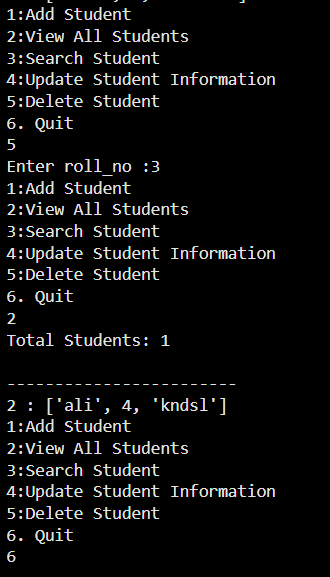 1:Add Student
2:View All Students
3:Search Student
4:Update Student Information
5:Delete Student
6. Quit
5
Enter roll_no :3
1:Add Student
2:View All Students
3:Search Student
4:Update Student Information
5:Delete Student
6. Quit
2
Total Students: 1
------------------------
2 : ['ali', 4, 'kndsl']
1:Add Student
2:View All Students
3:Search Student
4:Update Student Information
5:Delete Student
6. Quit
6